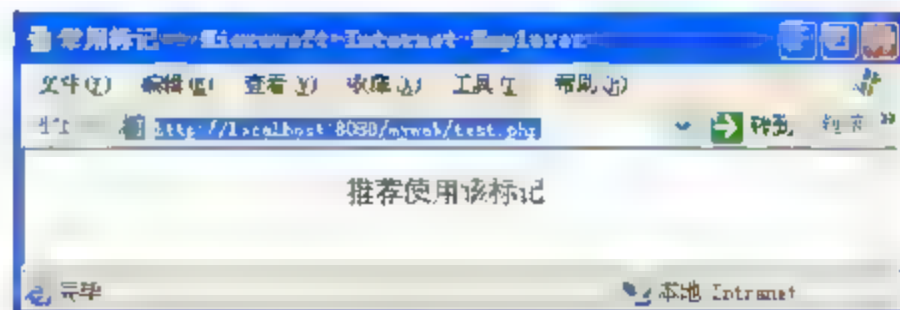 常用标记 - Microsoft Internet Explorer
文件(F) 编辑(E) 查看(V) 收藏(A) 工具(T) 帮助(H)
http://localhost:8080/myweb/test.php 转到
推荐使用该标记
完毕 本地 Intranet